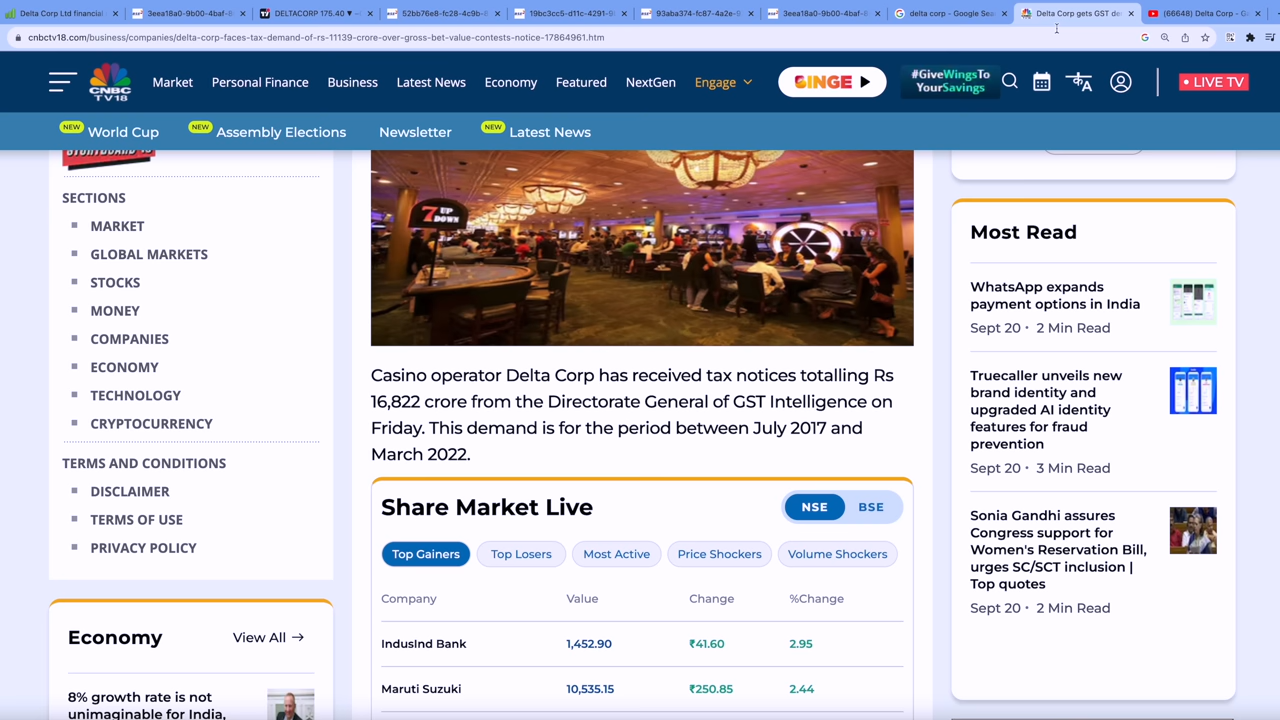 Delta Corp Ltd financial
3eea18a0-9b00-4baf-8
DELTACORP 175.40 ▼
52bb76e8-fc28-4c9b-8
19bc3cc5-d11c-4291-9
93aba374-fc87-4a2e-9
3eea18a0-9b00-4baf-8
delta corp - Google Sea
Delta Corp gets GST de
(66648) Delta Corp - G
cnbctv18.com/business/companies/delta-corp-faces-tax-demand-of-rs-11139-crore-over-gross-bet-value-contests-notice-17864961.htm
CNBC
TV18
Market Personal Finance Business Latest News Economy Featured NextGen Engage
BINGE
#GiveWingsTo
YourSavings
LIVE TV
NEW World Cup NEW Assembly Elections Newsletter NEW Latest News
SECTIONS
MARKET
GLOBAL MARKETS
STOCKS
MONEY
COMPANIES
ECONOMY
TECHNOLOGY
CRYPTOCURRENCY
TERMS AND CONDITIONS
DISCLAIMER
TERMS OF USE
PRIVACY POLICY
Economy View All →
8% growth rate is not
unimaginable for India,
7 UP
DOWN
Casino operator Delta Corp has received tax notices totalling Rs
16,822 crore from the Directorate General of GST Intelligence on
Friday. This demand is for the period between July 2017 and
March 2022.
Share Market Live NSE BSE
Top Gainers Top Losers Most Active Price Shockers Volume Shockers
Company Value Change %Change
IndusInd Bank 1,452.90 ₹41.60 2.95
Maruti Suzuki 10,535.15 ₹250.85 2.44
Most Read
WhatsApp expands
payment options in India
Sept 20 · 2 Min Read
Truecaller unveils new
brand identity and
upgraded AI identity
features for fraud
prevention
Sept 20 · 3 Min Read
Sonia Gandhi assures
Congress support for
Women's Reservation Bill,
urges SC/SCT inclusion |
Top quotes
Sept 20 · 2 Min Read